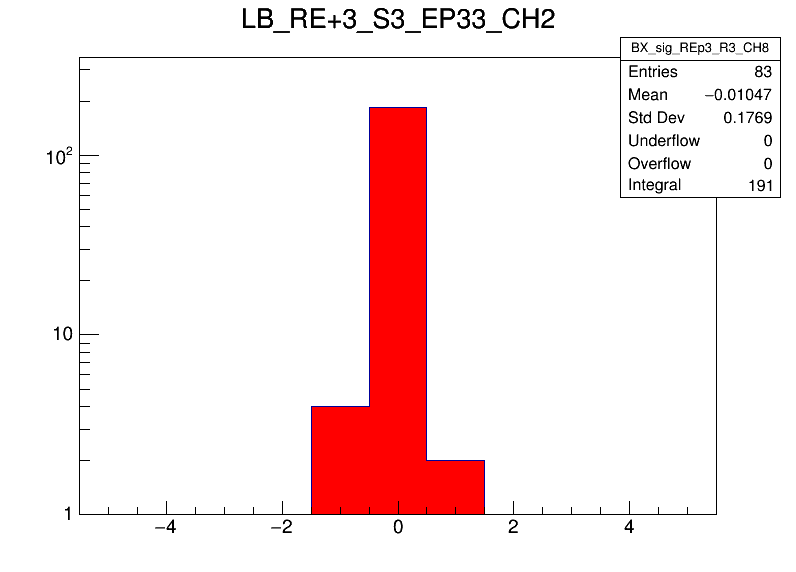 LB_RE+3_S3_EP33_CH2
BX_sig_REp3_R3_CH8
Entries 83
Mean −0.01047
Std Dev 0.1769
Underflow 0
Overflow 0
Integral 191
10²
10
1
−4 −2 0 2 4